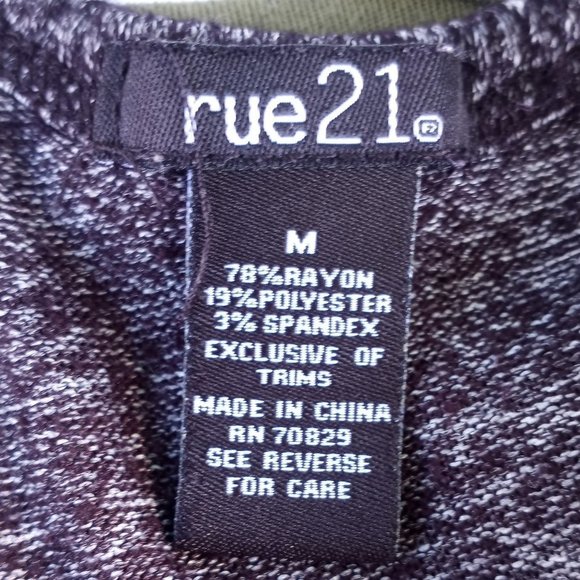 rue21®
M
78%RAYON
19%POLYESTER
3% SPANDEX
EXCLUSIVE OF
TRIMS
MADE IN CHINA
RN 70829
SEE REVERSE
FOR CARE